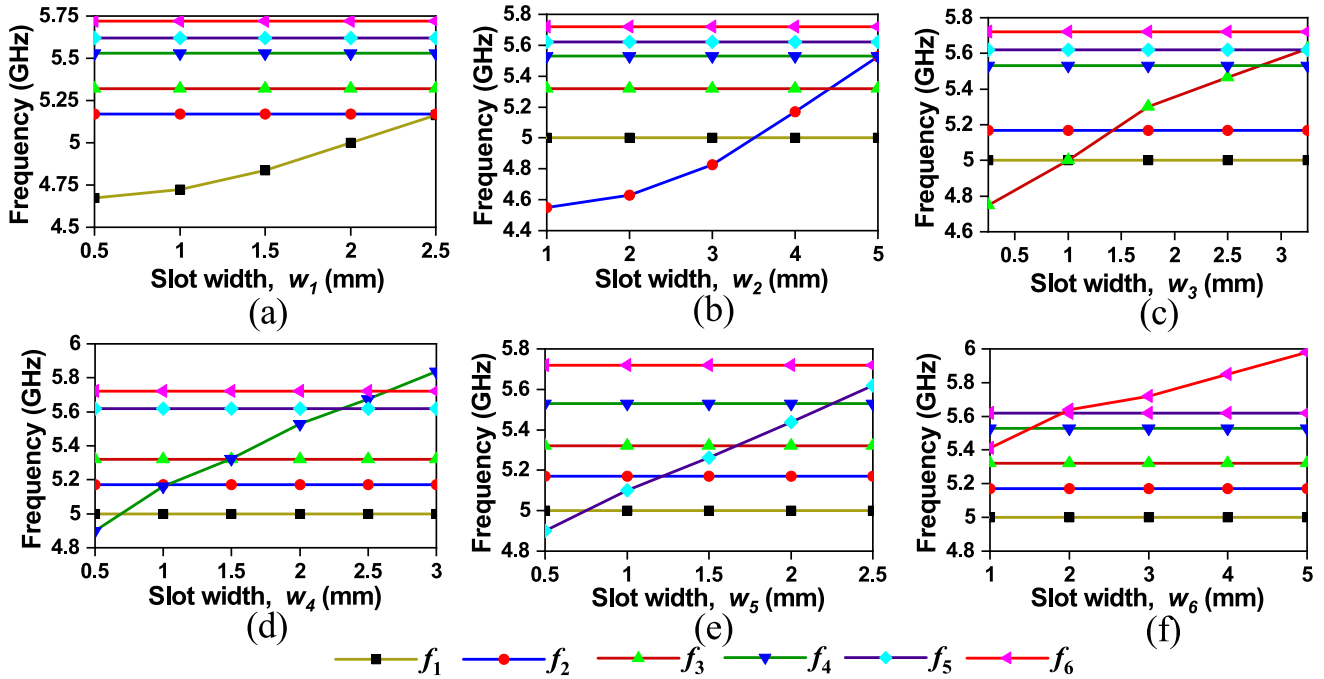 5.75
5.5
5.25
5
4.75
4.5
Frequency (GHz)
0.5 1 1.5 2 2.5
Slot width, w1 (mm)
(a)
5.8
5.6
5.4
5.2
5
4.8
4.6
4.4
Frequency (GHz)
1 2 3 4 5
Slot width, w2 (mm)
(b)
5.8
5.6
5.4
5.2
5
4.8
4.6
Frequency (GHz)
0.5 1 1.5 2 2.5 3
Slot width, w3 (mm)
(c)
6
5.8
5.6
5.4
5.2
5
4.8
Frequency (GHz)
0.5 1 1.5 2 2.5 3
Slot width, w4 (mm)
(d)
5.8
5.6
5.4
5.2
5
4.8
Frequency (GHz)
0.5 1 1.5 2 2.5
Slot width, w5 (mm)
(e)
6
5.8
5.6
5.4
5.2
5
4.8
Frequency (GHz)
1 2 3 4 5
Slot width, w6 (mm)
(f)
f1 f2 f3 f4 f5 f6